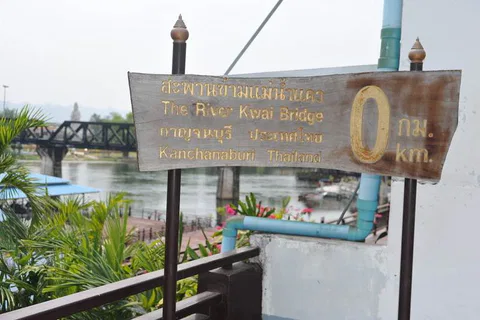 สะพานข้ามแม่น้ำแคว
The River Kwai Bridge
กาญจนบุรี ประเทศไทย
Kanchanaburi Thailand
0 กม.
km.